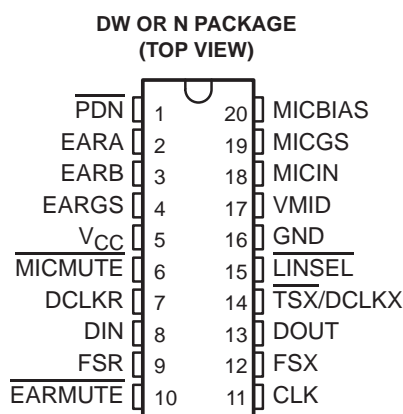 DW OR N PACKAGE
(TOP VIEW)
PDN 1 20 MICBIAS
EARA 2 19 MICGS
EARB 3 18 MICIN
EARGS 4 17 VMID
VCC 5 16 GND
MICMUTE 6 15 LINSEL
DCLKR 7 14 TSX/DCLKX
DIN 8 13 DOUT
FSR 9 12 FSX
EARMUTE 10 11 CLK